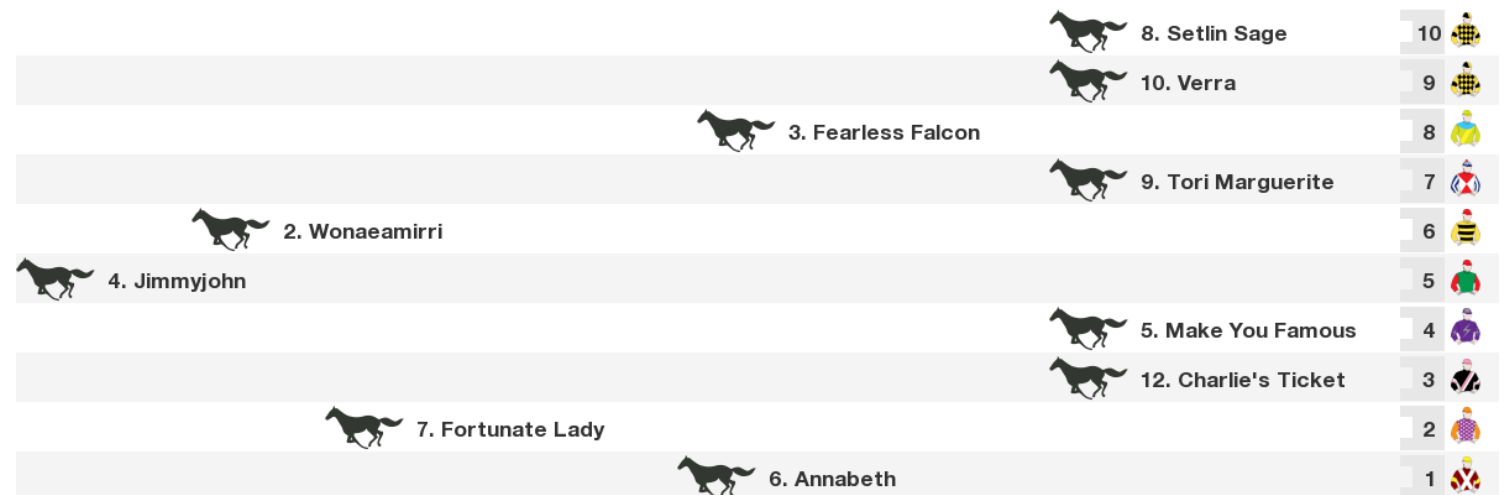 8. Setlin Sage 10
10. Verra 9
3. Fearless Falcon 8
9. Tori Marguerite 7
2. Wonaeamirri 6
4. Jimmyjohn 5
5. Make You Famous 4
12. Charlie's Ticket 3
7. Fortunate Lady 2
6. Annabeth 1